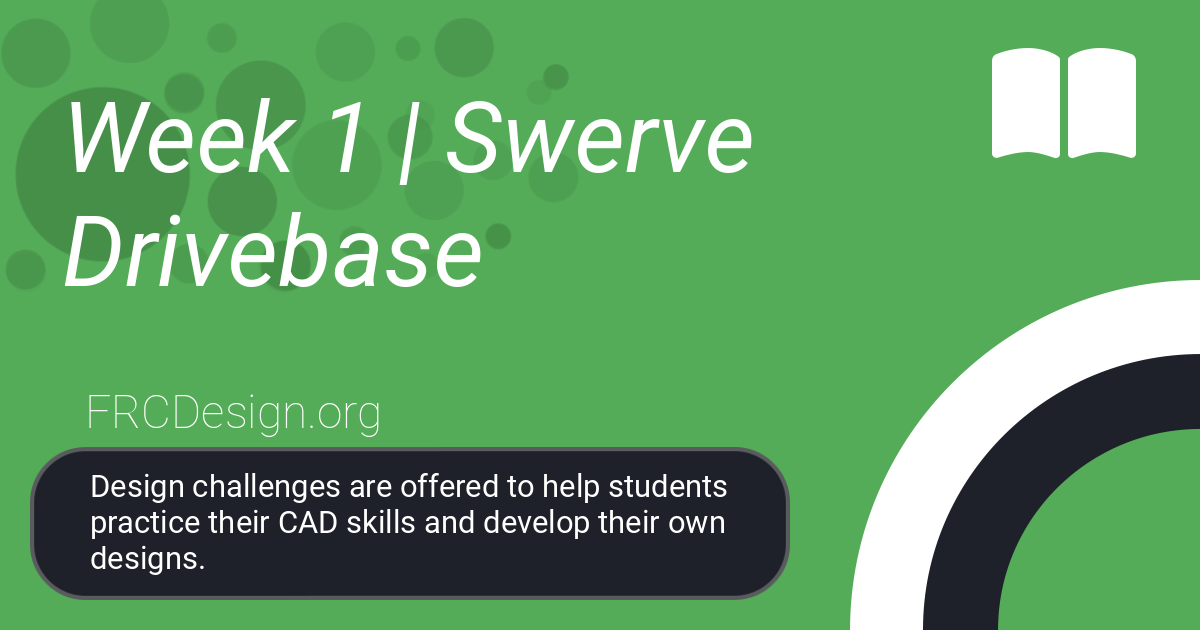 Week 1 | Swerve
Drivebase
FRCDesign.org
Design challenges are offered to help students
practice their CAD skills and develop their own
designs.